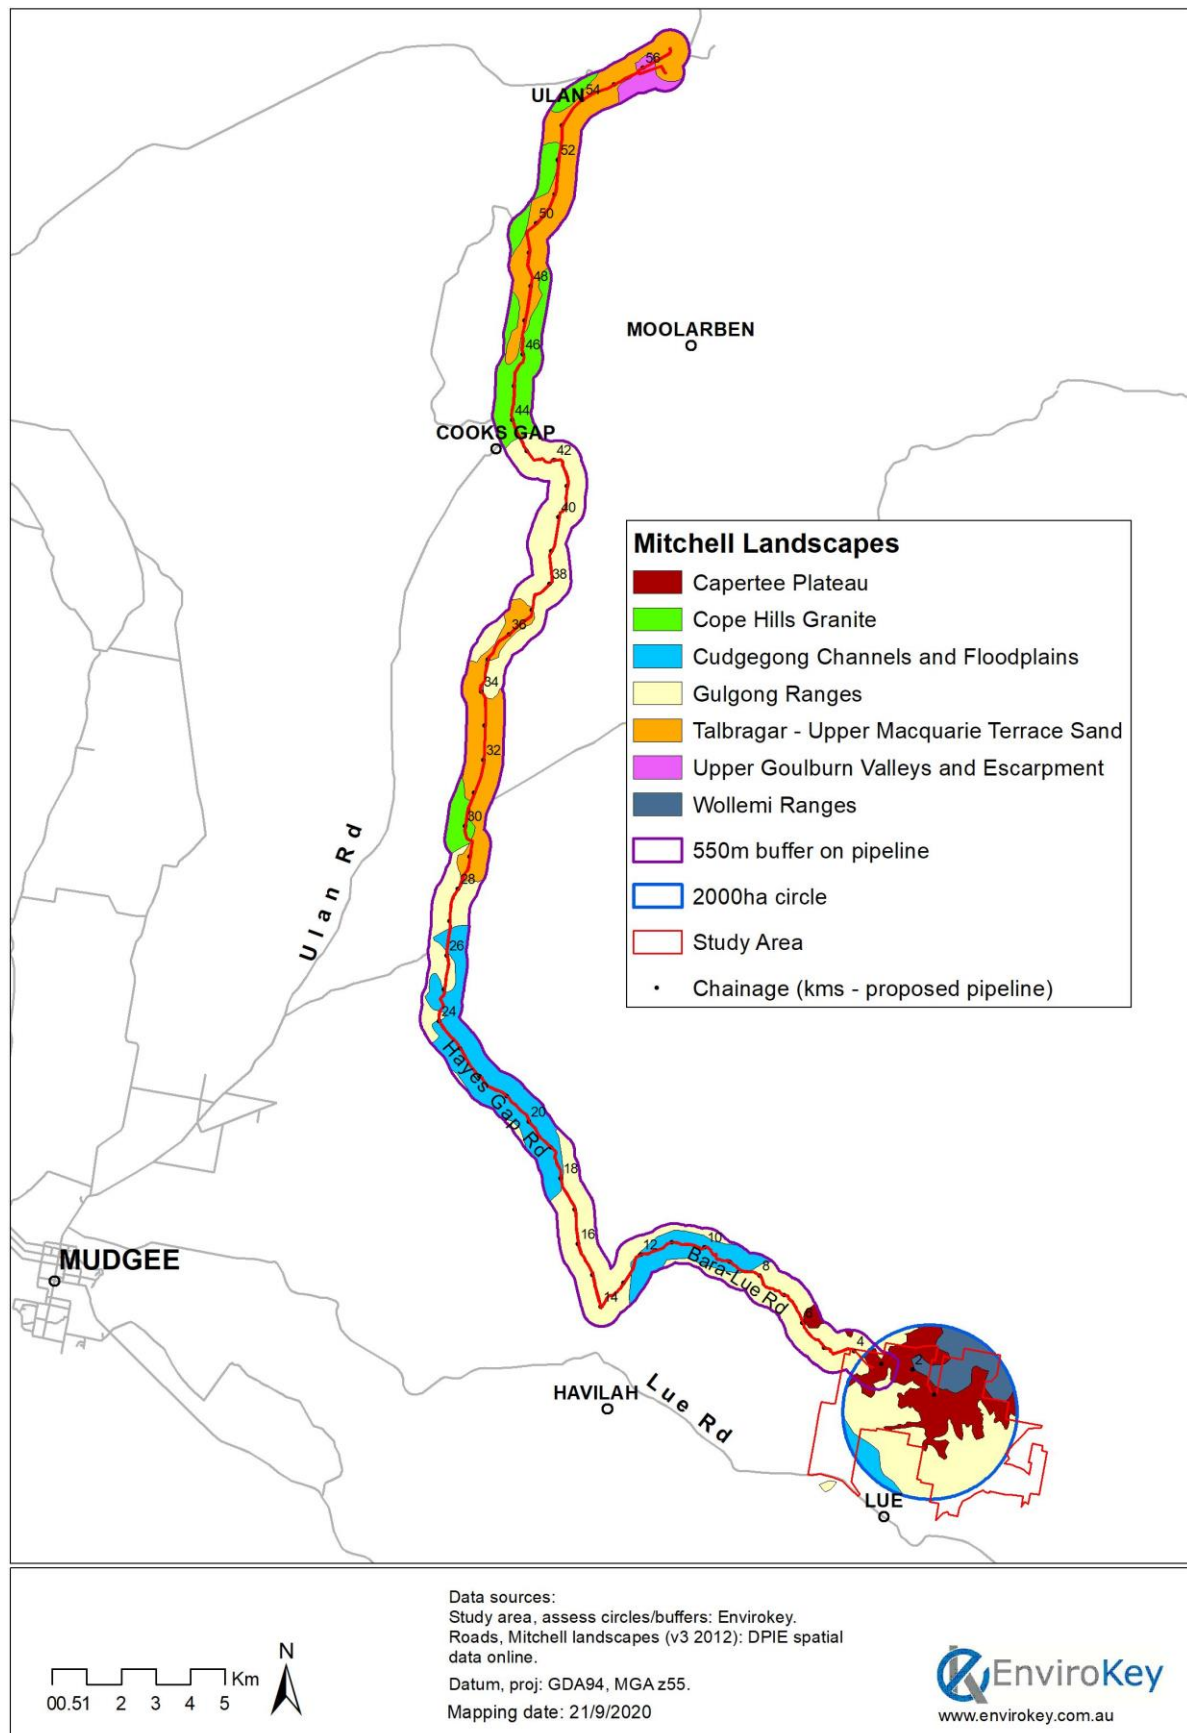 56
54
ULAN
52
50
48
MOOLARBEN
46
44
COOKS GAP
42
40
Mitchell Landscapes
Capertee Plateau
Cope Hills Granite
Cudgegong Channels and Floodplains
Gulgong Ranges
Talbragar - Upper Macquarie Terrace Sand
Upper Goulburn Valleys and Escarpment
Wollemi Ranges
550m buffer on pipeline
2000ha circle
Study Area
Chainage (kms - proposed pipeline)
38
36
34
32
30
Ulan Rd
28
26
24
Hayes Gap Rd
20
18
16
MUDGEE
12
10
8
Bara-Lue Rd
14
6
4
2
HAVILAH
Lue Rd
LUE
Data sources:
Study area, assess circles/buffers: Envirokey.
Roads, Mitchell landscapes (v3 2012): DPIE spatial
data online.
Datum, proj: GDA94, MGA z55.
Mapping date: 21/9/2020
N
Km
00.51 2 3 4 5
EnviroKey
www.envirokey.com.au